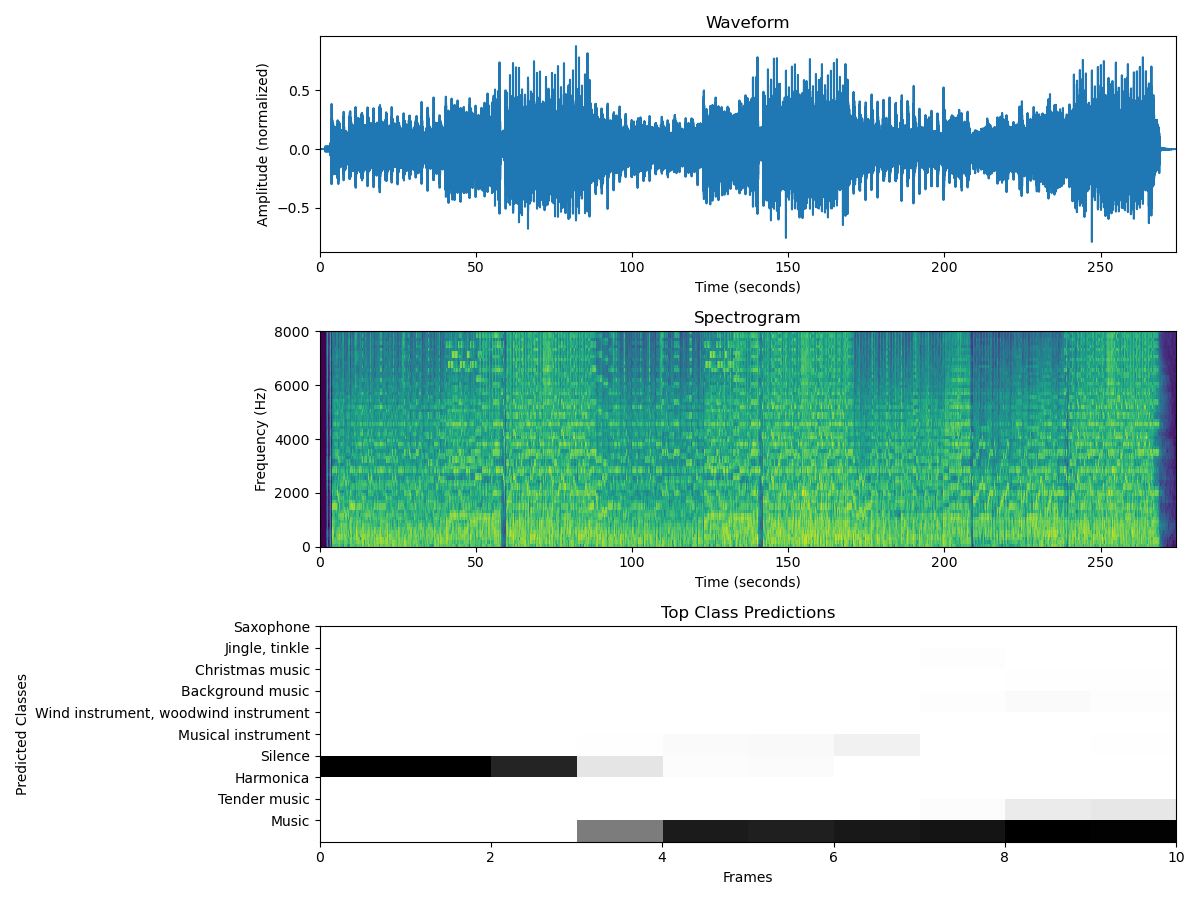 Waveform
Amplitude (normalized)
0.5
0.0
−0.5
0 50 100 150 200 250
Time (seconds)
Spectrogram
Frequency (Hz)
8000
6000
4000
2000
0
0 50 100 150 200 250
Time (seconds)
Top Class Predictions
Predicted Classes
Saxophone
Jingle, tinkle
Christmas music
Background music
Wind instrument, woodwind instrument
Musical instrument
Silence
Harmonica
Tender music
Music
0 2 4 6 8 10
Frames